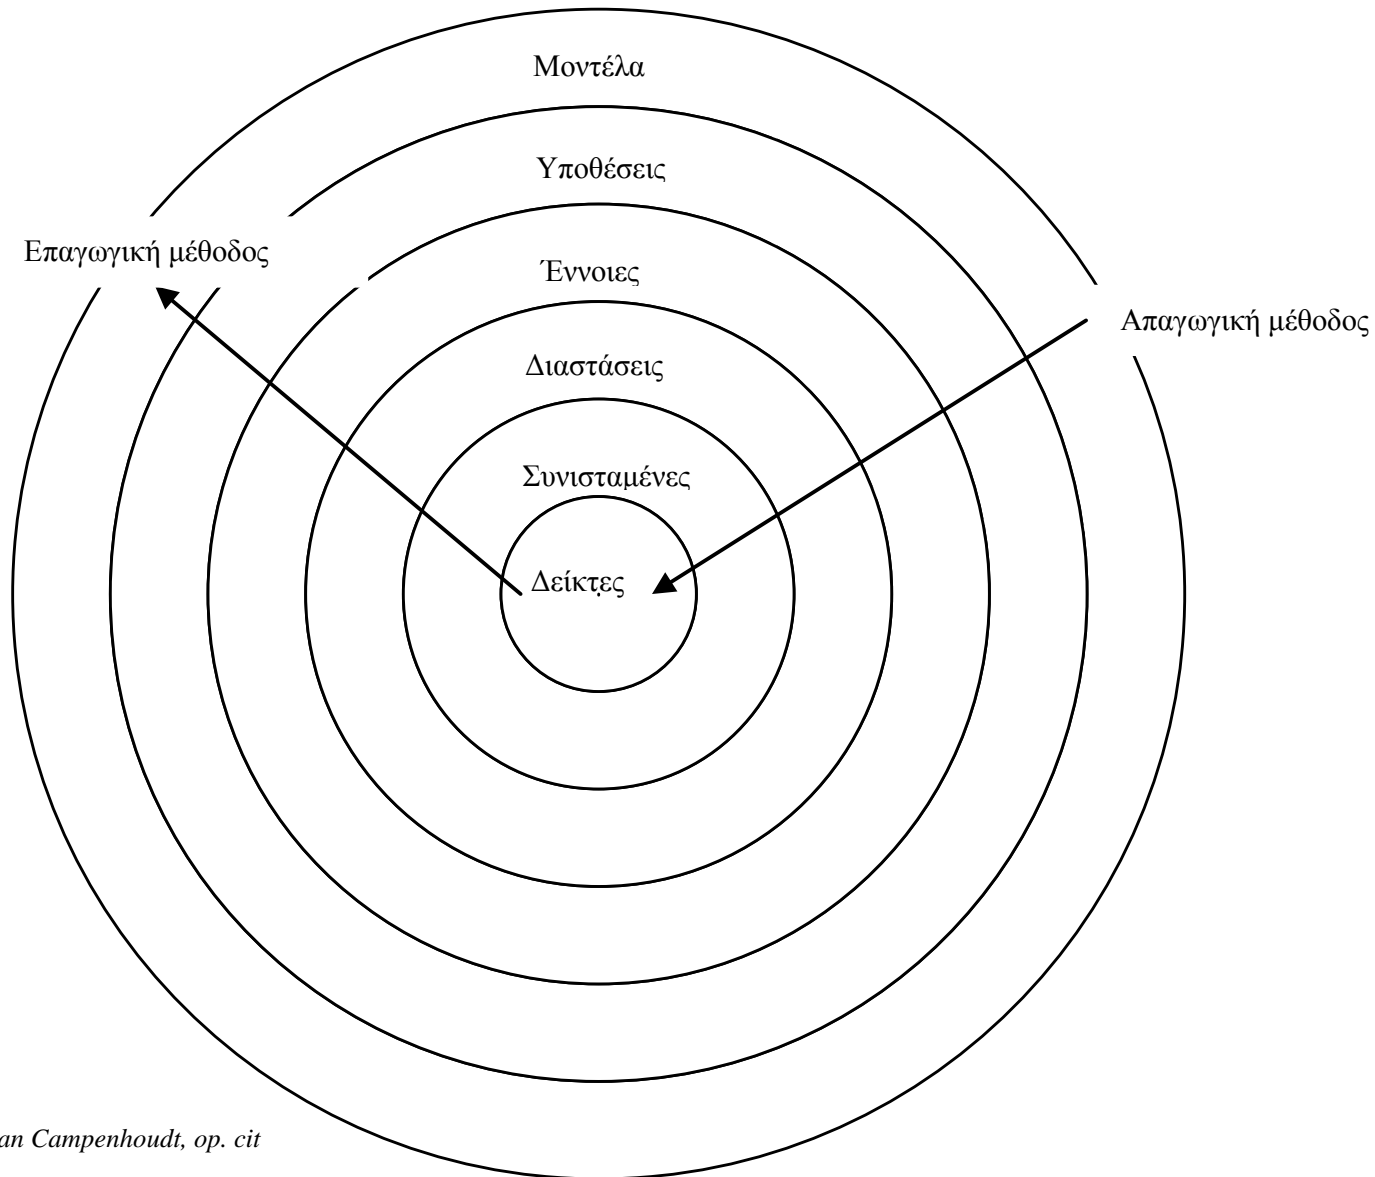 Μοντέλα
Υποθέσεις
Επαγωγική μέθοδος
Έννοιες
Απαγωγική μέθοδος
Διαστάσεις
Συνισταμένες
Δείκτες
an Campenhoudt, op. cit